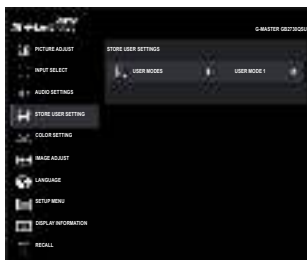 G-MASTER GB2730QSU
PICTURE ADJUST
STORE USER SETTINGS
INPUT SELECT
USER MODES
USER MODE 1
AUDIO SETTINGS
STORE USER SETTING
COLOR SETTING
IMAGE ADJUST
LANGUAGE
SETUP MENU
DISPLAY INFORMATION
RECALL